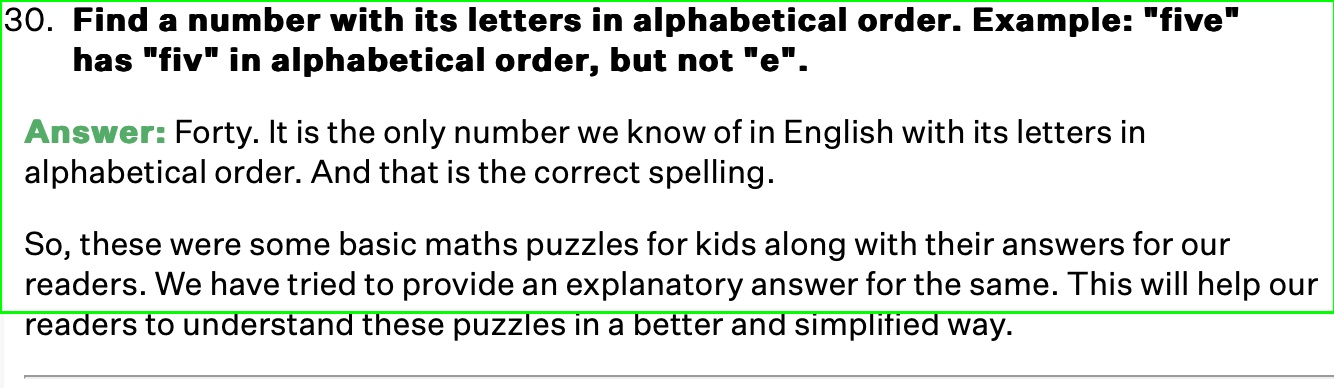 30. Find a number with its letters in alphabetical order. Example: "five"
has "fiv" in alphabetical order, but not "e".
Answer: Forty. It is the only number we know of in English with its letters in
alphabetical order. And that is the correct spelling.
So, these were some basic maths puzzles for kids along with their answers for our
readers. We have tried to provide an explanatory answer for the same. This will help our
readers to understand these puzzles in a better and simplified way.